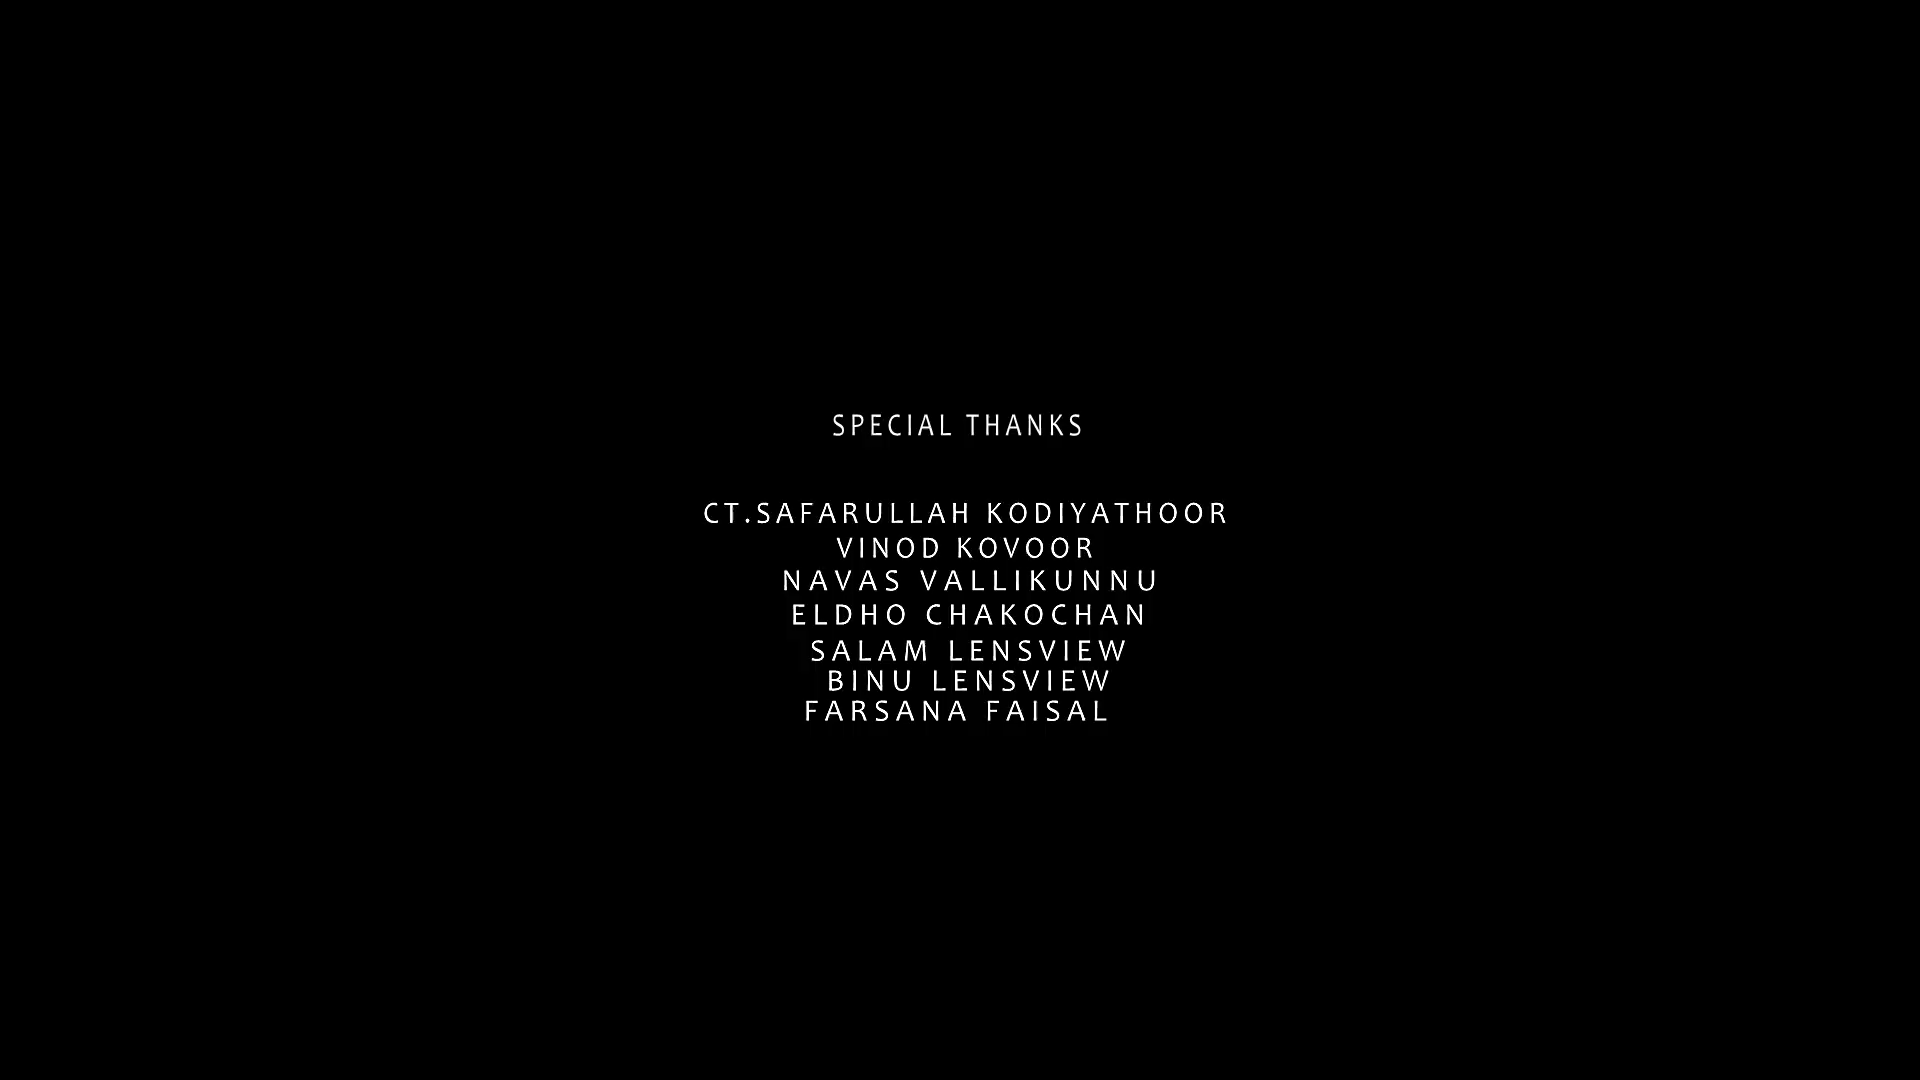 SPECIAL THANKS
CT.SAFARULLAH KODIYATHOOR
VINOD KOVOOR
NAVAS VALLIKUNNU
ELDHO CHAKOCHAN
SALAM LENSVIEW
BINU LENSVIEW
FARSANA FAISAL